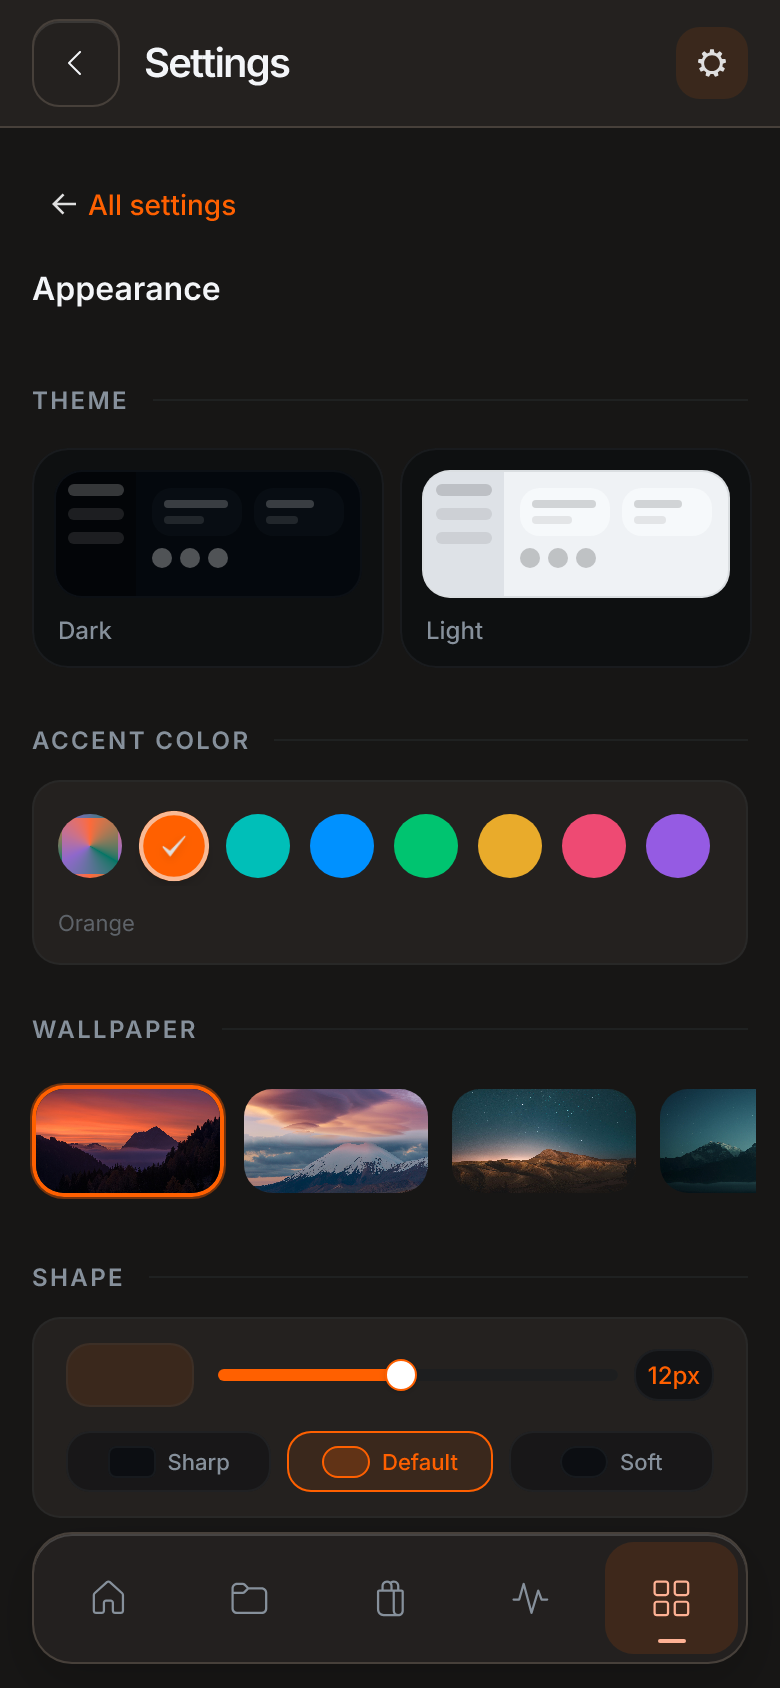 Settings
All settings
Appearance
THEME
Dark
Light
ACCENT COLOR
Orange
WALLPAPER
SHAPE
12px
Sharp
Default
Soft